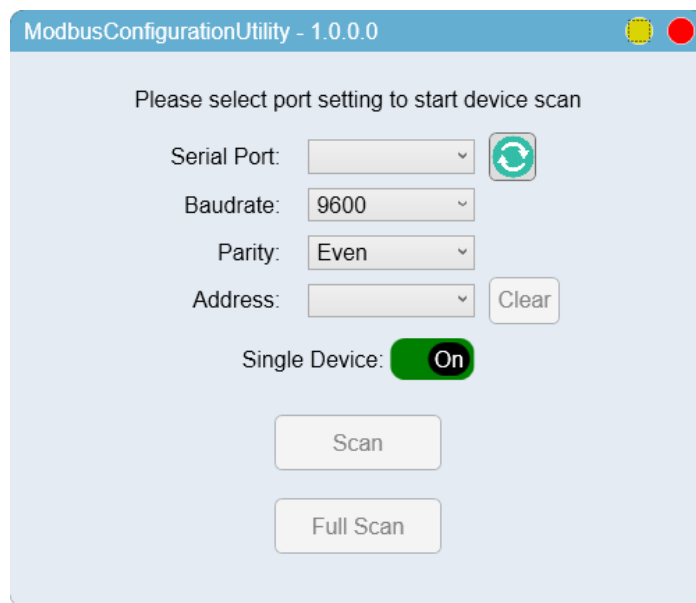 ModbusConfigurationUtility - 1.0.0.0
Please select port setting to start device scan
Serial Port:
Baudrate: 9600
Parity: Even
Address: Clear
Single Device: On
Scan
Full Scan